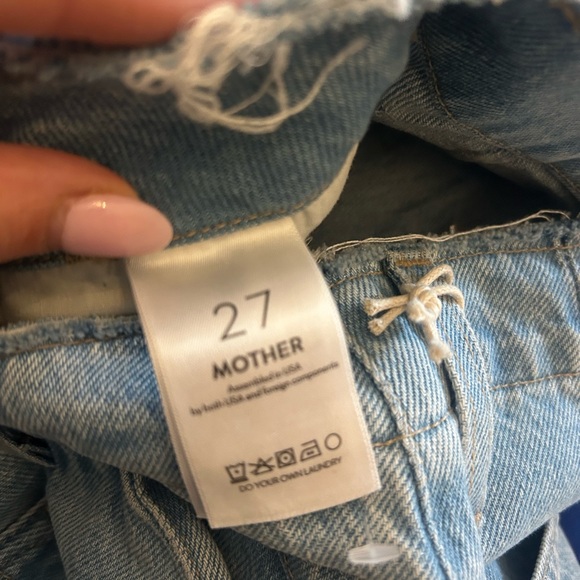 27
MOTHER
Assembled in USA
by both USA and foreign components
DO YOUR OWN LAUNDRY